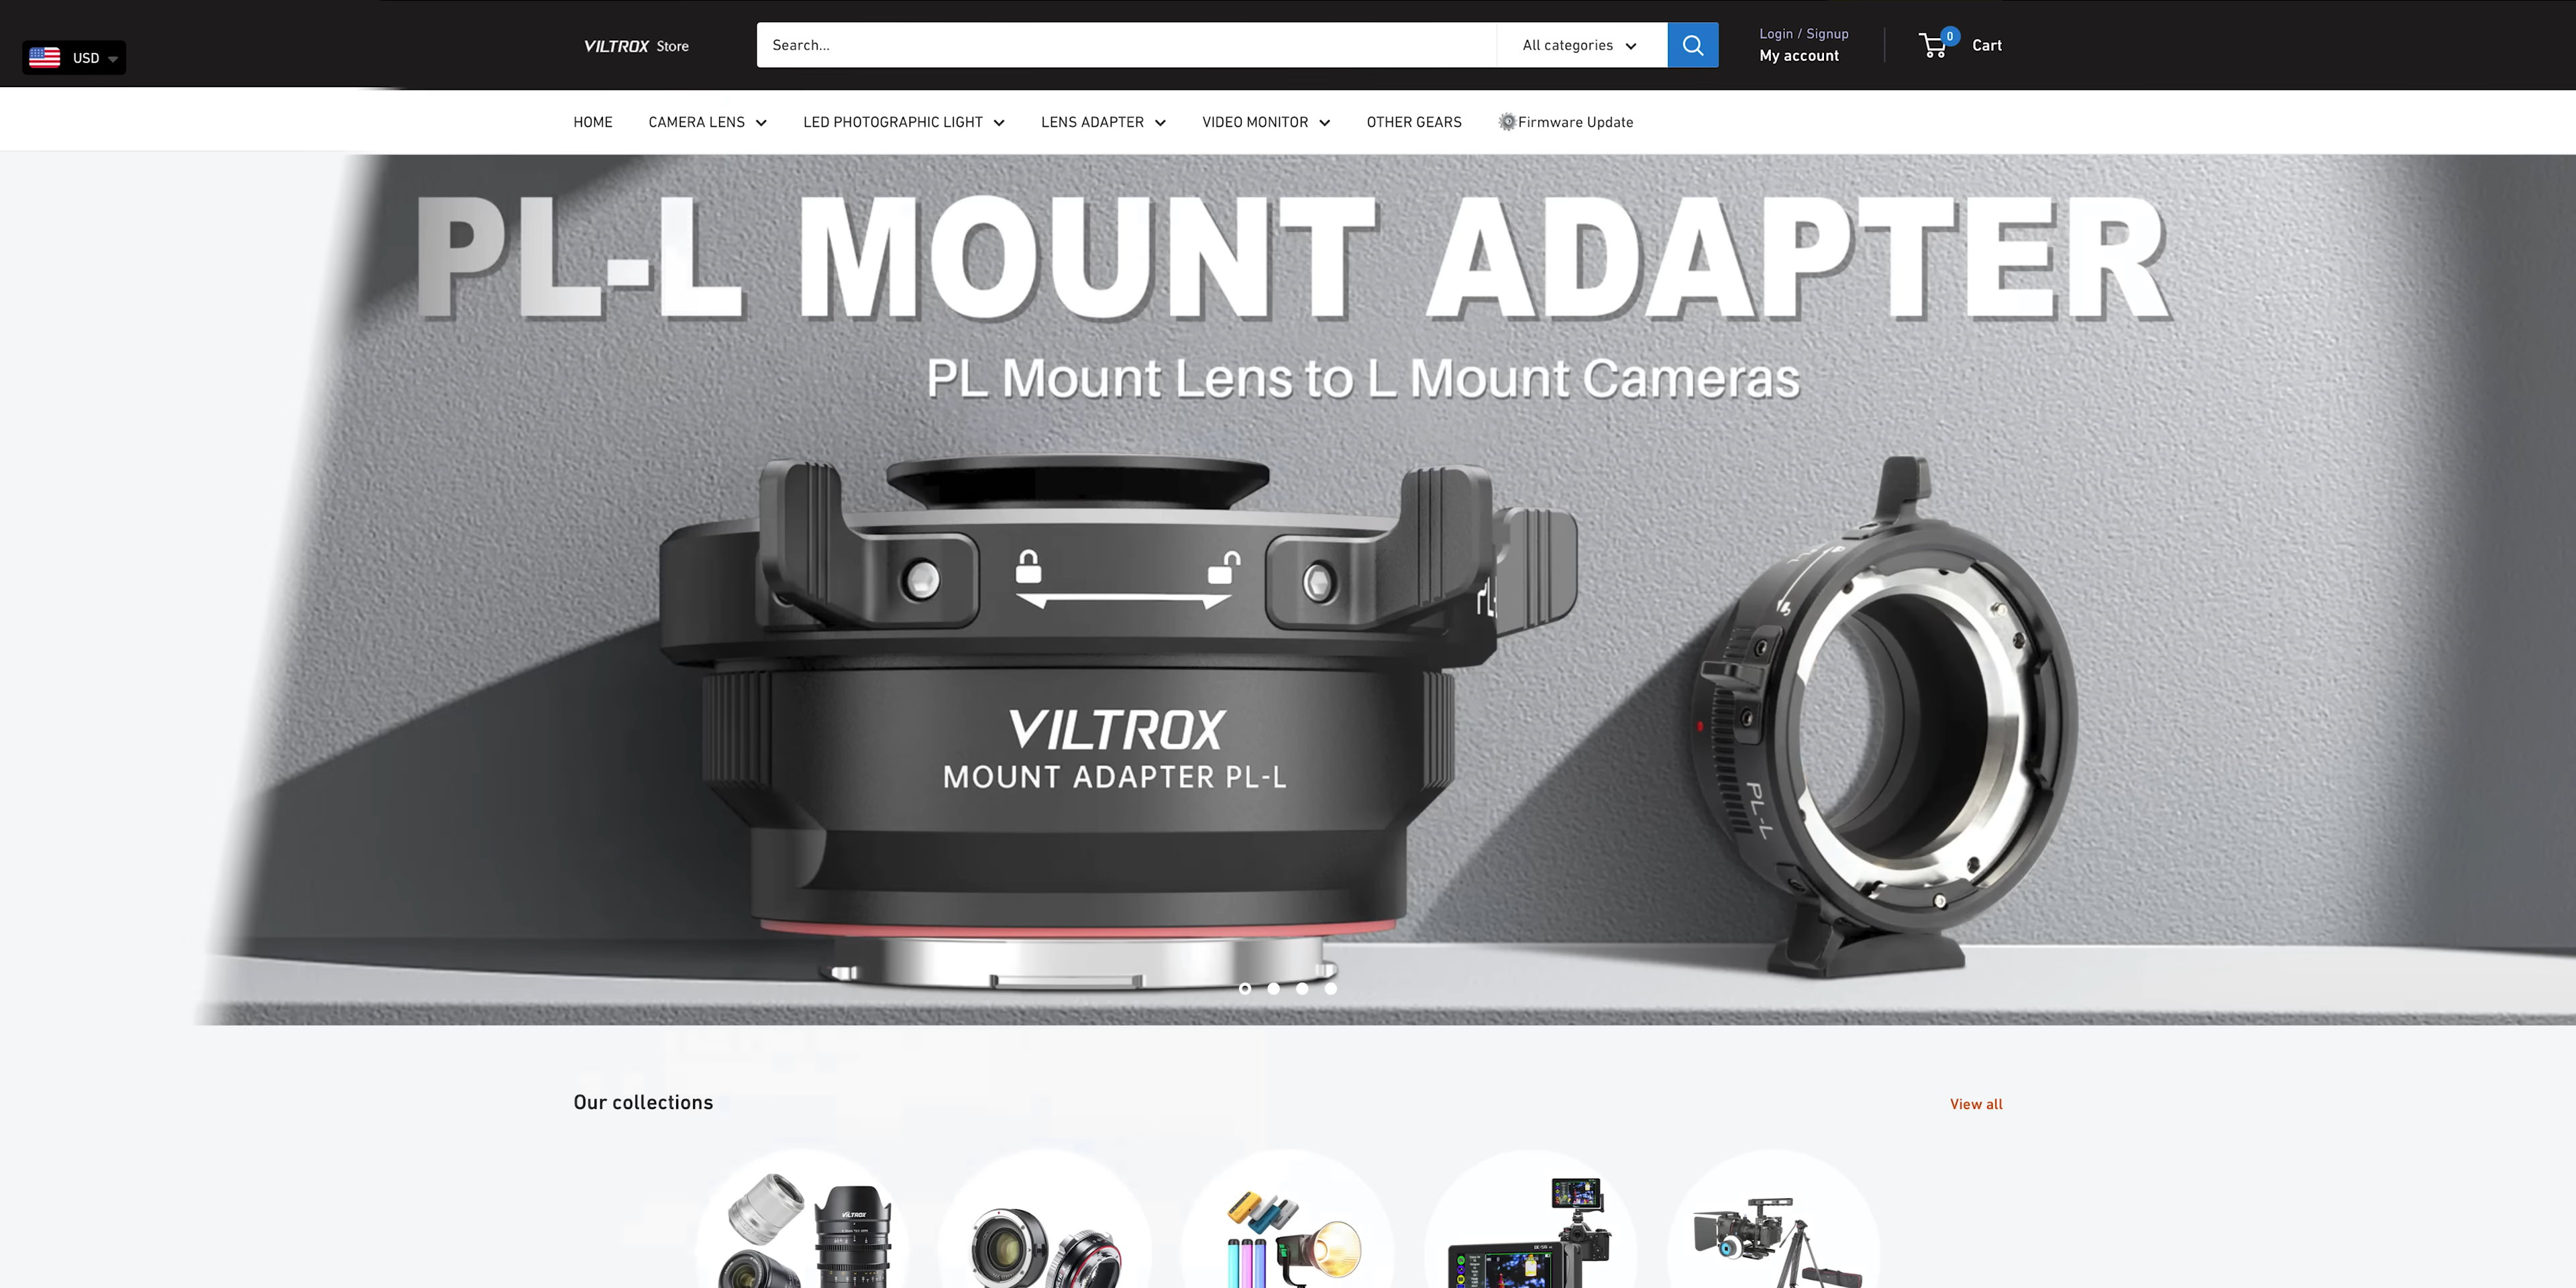 USD
VILTROX Store
Search...
All categories
Login / Signup
My account
0
Cart
HOME
CAMERA LENS
LED PHOTOGRAPHIC LIGHT
LENS ADAPTER
VIDEO MONITOR
OTHER GEARS
Firmware Update
PL-L MOUNT ADAPTER
PL Mount Lens to L Mount Cameras
VILTROX
MOUNT ADAPTER PL-L
PL-L
Our collections
View all
VILTROX